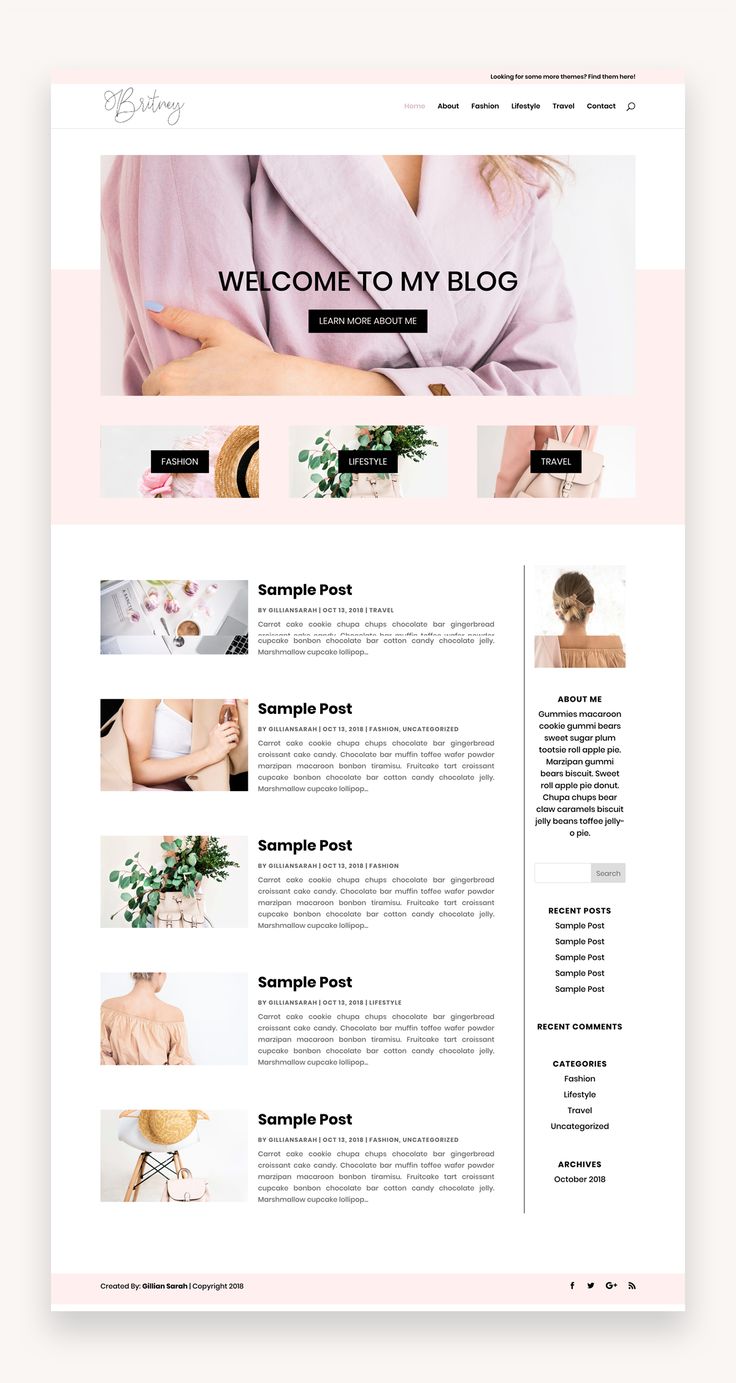 Looking for some more themes? Find them here!
Britney
Home About Fashion Lifestyle Travel Contact
WELCOME TO MY BLOG
LEARN MORE ABOUT ME
FASHION
LIFESTYLE
TRAVEL
Sample Post
BY GILLIANSARAH | OCT 13, 2018 | TRAVEL
Carrot cake cookie chupa chups chocolate bar gingerbread
croissant cake candy. Chocolate bar muffin toffee wafer powder
cupcake bonbon chocolate bar cotton candy chocolate jelly.
Marshmallow cupcake lollipop...
Sample Post
BY GILLIANSARAH | OCT 13, 2018 | FASHION, UNCATEGORIZED
Carrot cake cookie chupa chups chocolate bar gingerbread
croissant cake candy. Chocolate bar muffin toffee wafer powder
marzipan macaroon bonbon tiramisu. Fruitcake tart croissant
cupcake bonbon chocolate bar cotton candy chocolate jelly.
Marshmallow cupcake lollipop...
Sample Post
BY GILLIANSARAH | OCT 13, 2018 | FASHION
Carrot cake cookie chupa chups chocolate bar gingerbread
croissant cake candy. Chocolate bar muffin toffee wafer powder
marzipan macaroon bonbon tiramisu. Fruitcake tart croissant
cupcake bonbon chocolate bar cotton candy chocolate jelly.
Marshmallow cupcake lollipop...
Sample Post
BY GILLIANSARAH | OCT 13, 2018 | LIFESTYLE
Carrot cake cookie chupa chups chocolate bar gingerbread
croissant cake candy. Chocolate bar muffin toffee wafer powder
marzipan macaroon bonbon tiramisu. Fruitcake tart croissant
cupcake bonbon chocolate bar cotton candy chocolate jelly.
Marshmallow cupcake lollipop...
Sample Post
BY GILLIANSARAH | OCT 13, 2018 | FASHION, UNCATEGORIZED
Carrot cake cookie chupa chups chocolate bar gingerbread
croissant cake candy. Chocolate bar muffin toffee wafer powder
marzipan macaroon bonbon tiramisu. Fruitcake tart croissant
cupcake bonbon chocolate bar cotton candy chocolate jelly.
Marshmallow cupcake lollipop...
ABOUT ME
Gummies macaroon
cookie gummi bears
sweet sugar plum
tootsie roll apple pie.
Marzipan gummi
bears biscuit. Sweet
roll apple pie donut.
Chupa chups bear
claw caramels biscuit
jelly beans toffee jelly-
o pie.
Search
RECENT POSTS
Sample Post
Sample Post
Sample Post
Sample Post
Sample Post
RECENT COMMENTS
CATEGORIES
Fashion
Lifestyle
Travel
Uncategorized
ARCHIVES
October 2018
Created By: Gillian Sarah | Copyright 2018